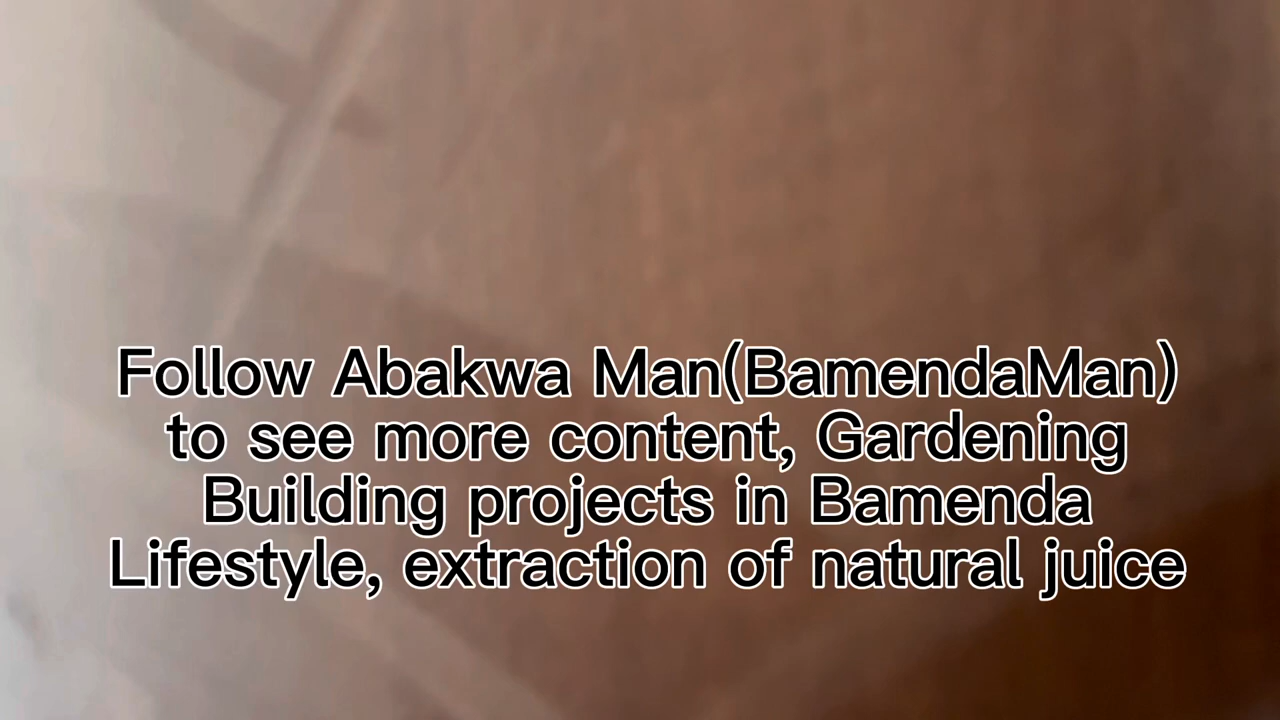 Follow Abakwa Man(BamendaMan)
to see more content, Gardening
Building projects in Bamenda
Lifestyle, extraction of natural juice